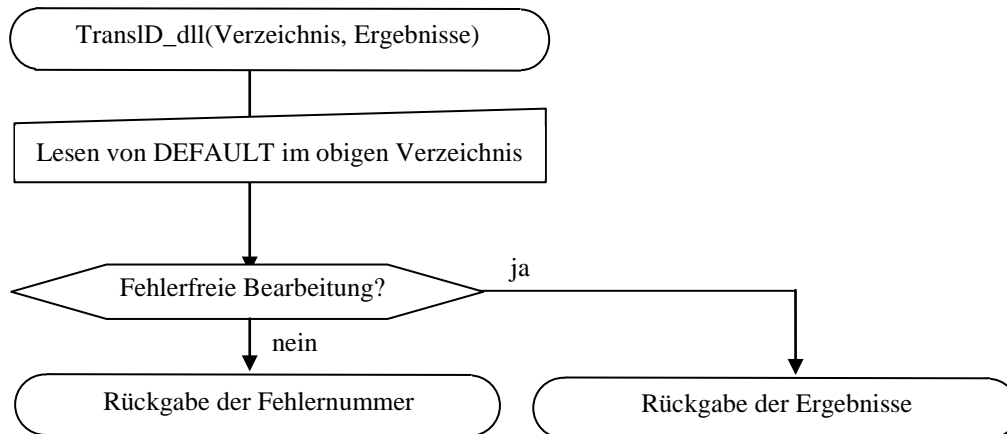 TranslD_dll(Verzeichnis, Ergebnisse)
Lesen von DEFAULT im obigen Verzeichnis
Fehlerfreie Bearbeitung?
ja
nein
Rückgabe der Fehlernummer
Rückgabe der Ergebnisse